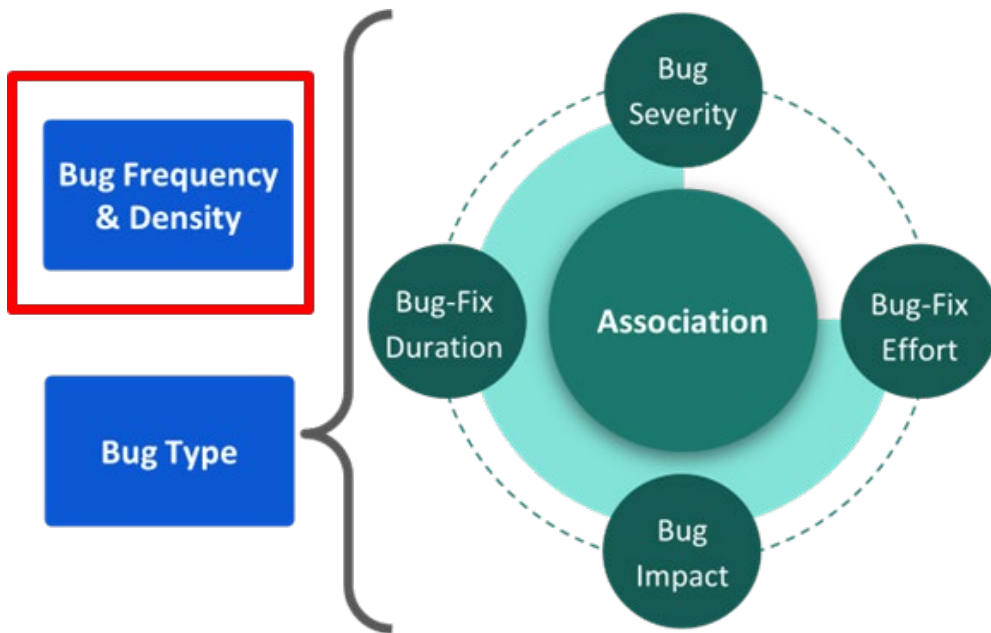 Bug Frequency
& Density
Bug Type
Bug
Severity
Bug-Fix
Duration
Association
Bug-Fix
Effort
Bug
Impact